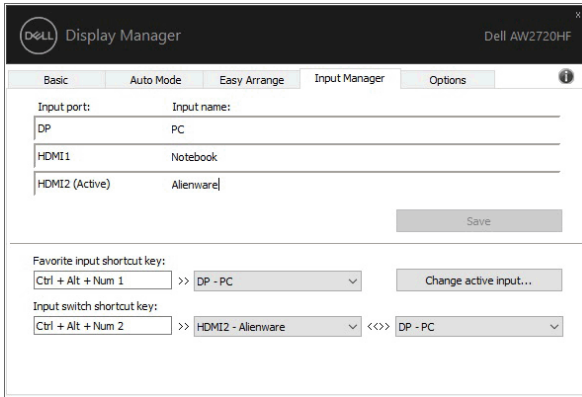 DELL Display Manager Dell AW2720HF x
Basic Auto Mode Easy Arrange Input Manager Options i
Input port: Input name:
DP PC
HDMI1 Notebook
HDMI2 (Active) Alienware
Save
Favorite input shortcut key:
Ctrl + Alt + Num 1 >> DP - PC Change active input...
Input switch shortcut key:
Ctrl + Alt + Num 2 >> HDMI2 - Alienware <<>> DP - PC